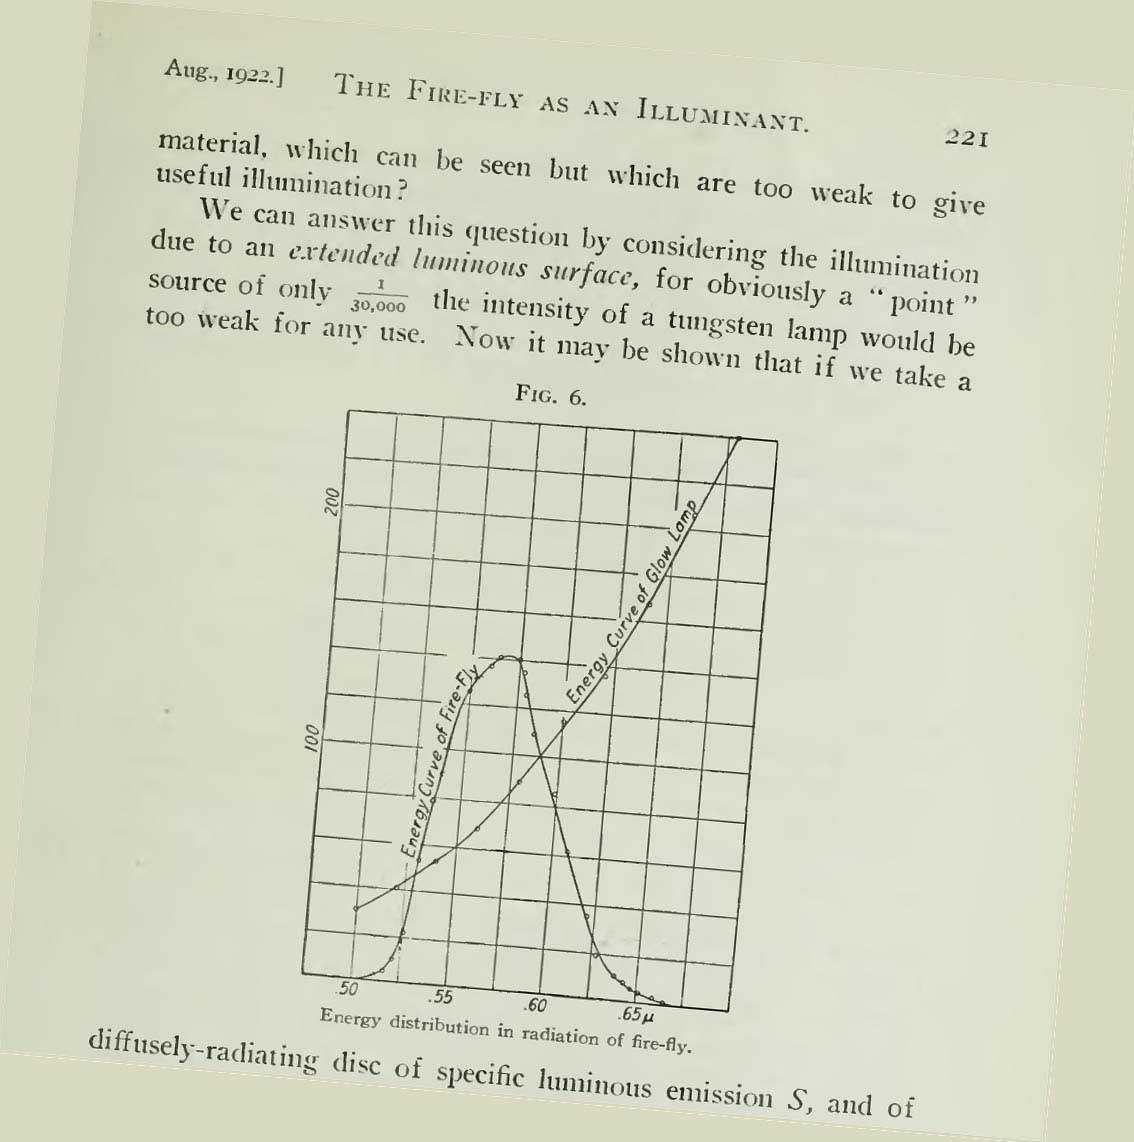 Aug., 1922.] THE FIRE-FLY AS AN ILLUMINANT. 221
material, which can be seen but which are too weak to give
useful illumination?
We can answer this question by considering the illumination
due to an extended luminous surface, for obviously a “ point ”
source of only 1/30,000 the intensity of a tungsten lamp would be
too weak for any use. Now it may be shown that if we take a
FIG. 6.
200
100
Energy Curve of Fire-Fly
Energy Curve of Glow Lamp
.50 .55 .60 .65μ
Energy distribution in radiation of fire-fly.
diffusely-radiating disc of specific luminous emission S, and of